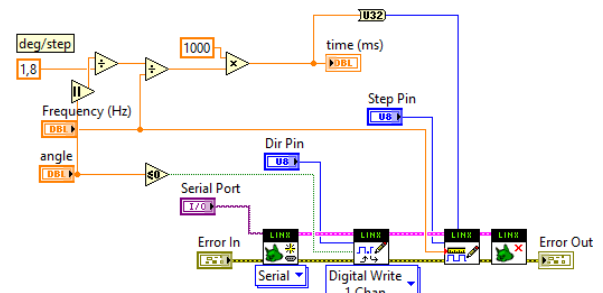 U32
deg/step
1000
time (ms)
1,8
DBL
Step Pin
Frequency (Hz)
U8
DBL
Dir Pin
angle
U8
DBL
≤0
Serial Port
I/O
LINX
LINX
LINX
LINX
Error In
Error Out
Serial
Digital Write
1 Chan